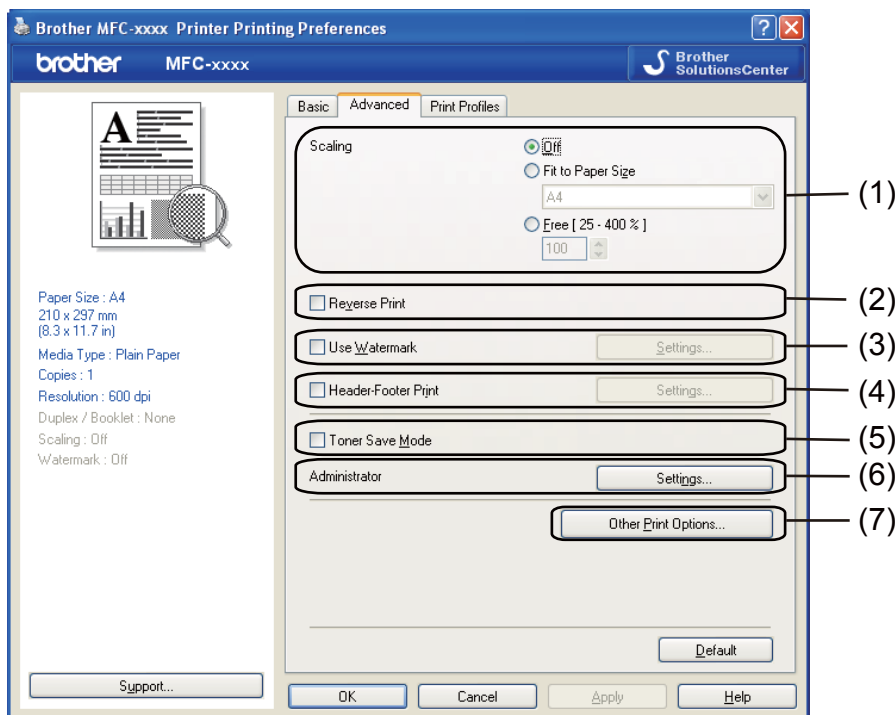 Brother MFC-xxxx Printer Printing Preferences
brother MFC-xxxx
Brother
SolutionsCenter
Basic Advanced Print Profiles
A
Scaling
Off
Fit to Paper Size
A4
Free [ 25 - 400 % ]
100
(1)
Reverse Print
(2)
Use Watermark Settings...
(3)
Header-Footer Print Settings...
(4)
Toner Save Mode
(5)
Administrator Settings...
(6)
Other Print Options...
(7)
Paper Size : A4
210 x 297 mm
(8.3 x 11.7 in)
Media Type : Plain Paper
Copies : 1
Resolution : 600 dpi
Duplex / Booklet : None
Scaling : Off
Watermark : Off
Default
Support...
OK Cancel Apply Help